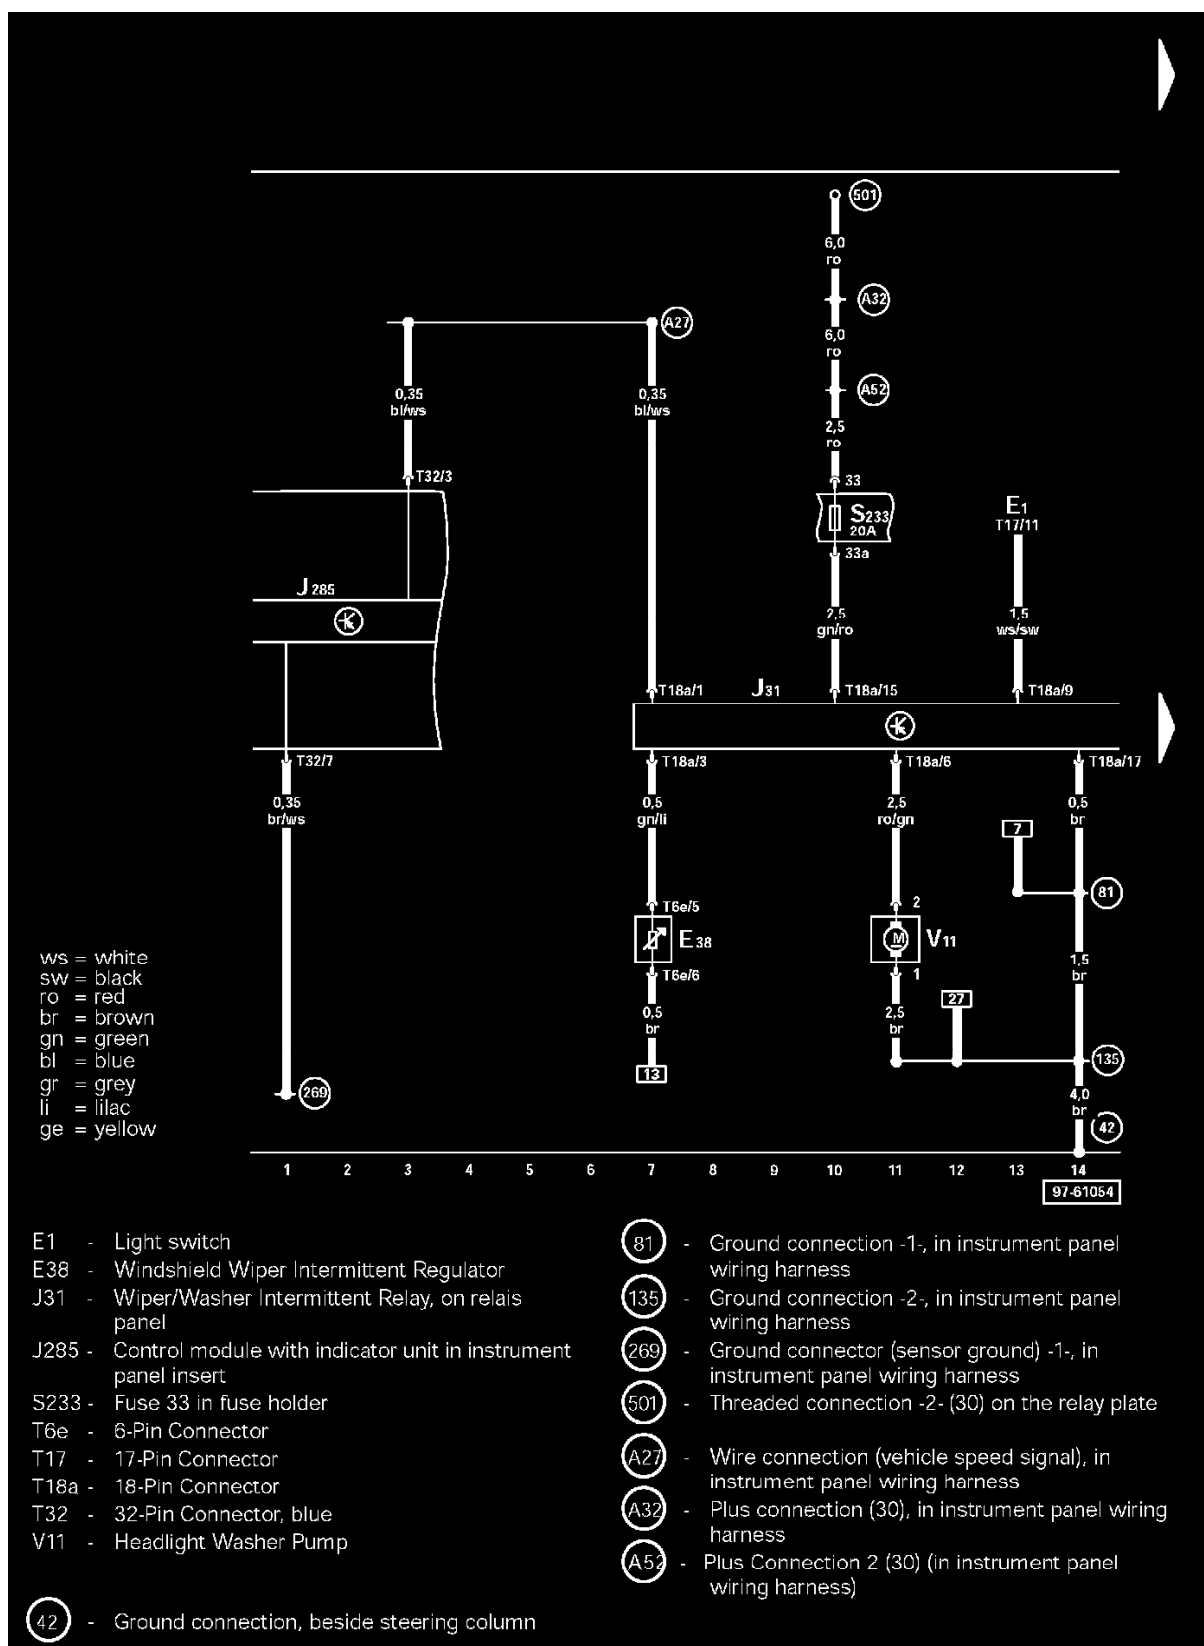 501
6,0
ro
A32
A27
6,0
ro
A52
0,35
bl/ws
0,35
bl/ws
2,5
ro
T32/3
33
E1
T17/11
S233
20A
33a
J285
2,5
gn/ro
1,5
ws/sw
T18a/1
J31
T18a/15
T18a/9
T32/7
T18a/3
T18a/6
T18a/17
0,35
br/ws
0,5
gn/li
2,5
ro/gn
0,5
br
7
81
T6e/5
2
E38
M
V11
T6e/6
1
1,5
br
27
0,5
br
2,5
br
13
135
269
4,0
br
42
ws = white
sw = black
ro = red
br = brown
gn = green
bl = blue
gr = grey
li = lilac
ge = yellow
1 2 3 4 5 6 7 8 9 10 11 12 13 14
97-61054
E1 - Light switch
E38 - Windshield Wiper Intermittent Regulator
J31 - Wiper/Washer Intermittent Relay, on relais
panel
J285 - Control module with indicator unit in instrument
panel insert
S233 - Fuse 33 in fuse holder
T6e - 6-Pin Connector
T17 - 17-Pin Connector
T18a - 18-Pin Connector
T32 - 32-Pin Connector, blue
V11 - Headlight Washer Pump
42 - Ground connection, beside steering column
81 - Ground connection -1-, in instrument panel
wiring harness
135 - Ground connection -2-, in instrument panel
wiring harness
269 - Ground connector (sensor ground) -1-, in
instrument panel wiring harness
501 - Threaded connection -2- (30) on the relay plate
A27 - Wire connection (vehicle speed signal), in
instrument panel wiring harness
A32 - Plus connection (30), in instrument panel wiring
harness
A52 - Plus Connection 2 (30) (in instrument panel
wiring harness)